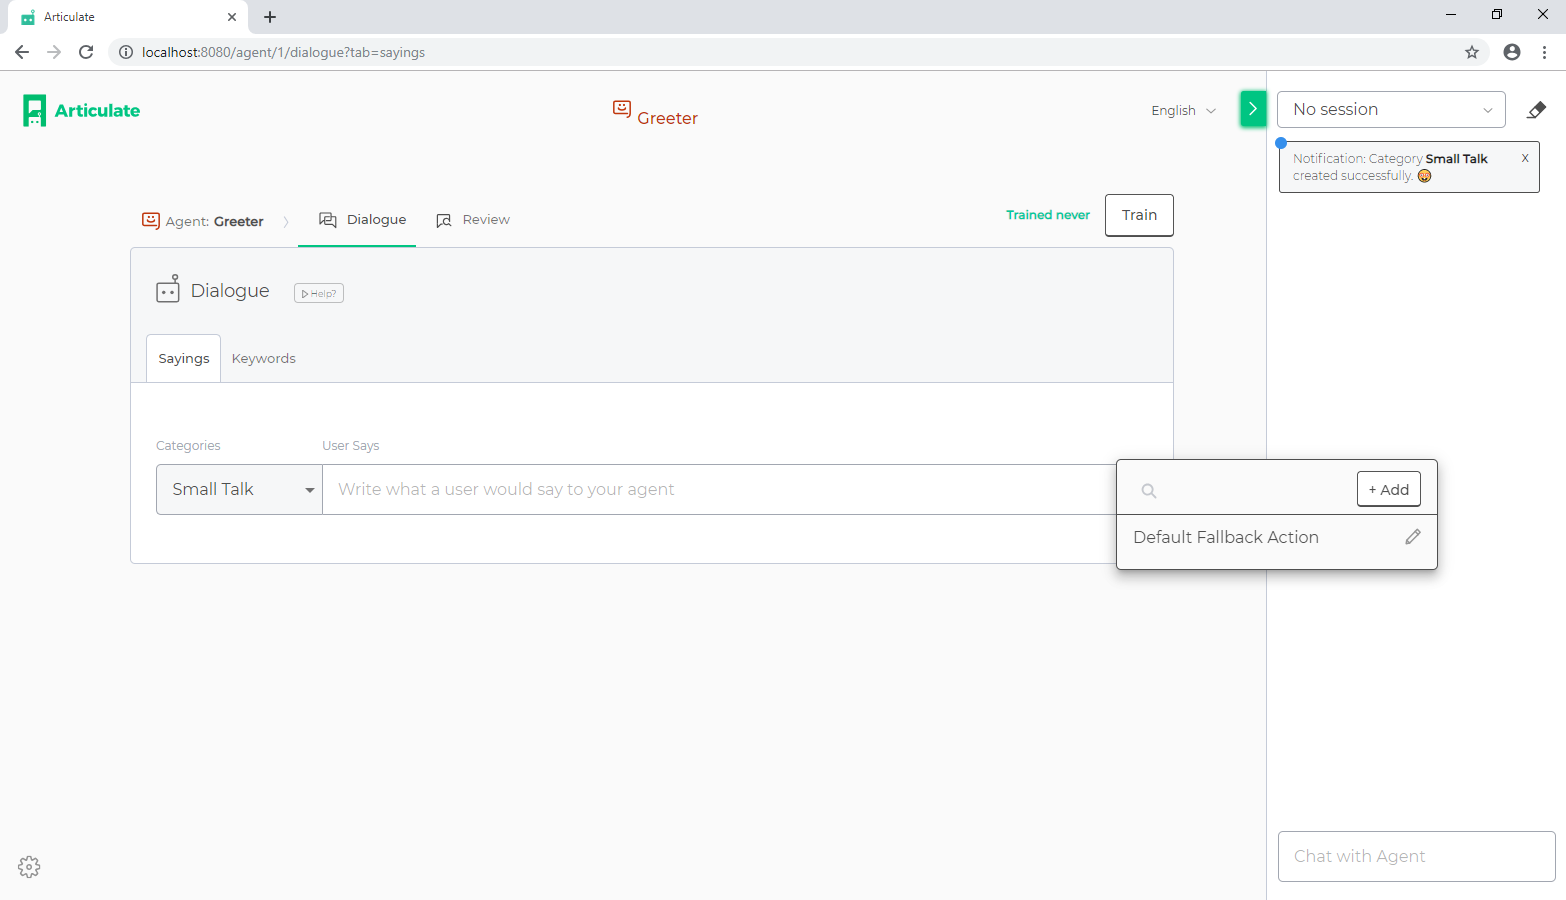 Articulate
localhost:8080/agent/1/dialogue?tab=sayings
Articulate
Greeter
English
No session
Notification: Category Small Talk
created successfully.
X
Agent: Greeter
Dialogue
Review
Trained never
Train
Dialogue
Help?
Sayings
Keywords
Categories
User Says
Small Talk
Write what a user would say to your agent
+ Add
Default Fallback Action
Chat with Agent